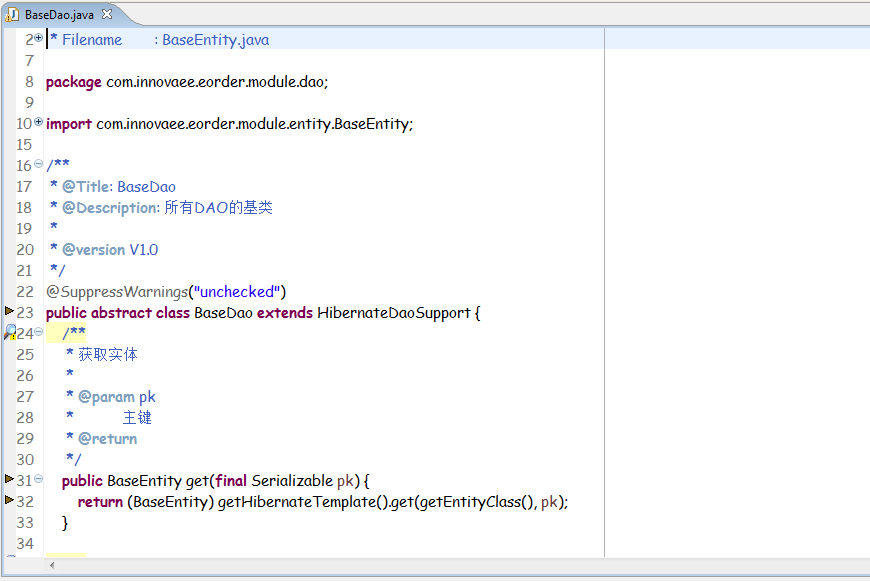 BaseDao.java
2 * Filename : BaseEntity.java
7
8 package com.innovaee.eorder.module.dao;
9
10 import com.innovaee.eorder.module.entity.BaseEntity;
15
16 /**
17 * @Title: BaseDao
18 * @Description: 所有DAO的基类
19 *
20 * @version V1.0
21 */
22 @SuppressWarnings("unchecked")
23 public abstract class BaseDao extends HibernateDaoSupport {
24 /**
25 * 获取实体
26 *
27 * @param pk
28 * 主键
29 * @return
30 */
31 public BaseEntity get(final Serializable pk) {
32 return (BaseEntity) getHibernateTemplate().get(getEntityClass(), pk);
33 }
34